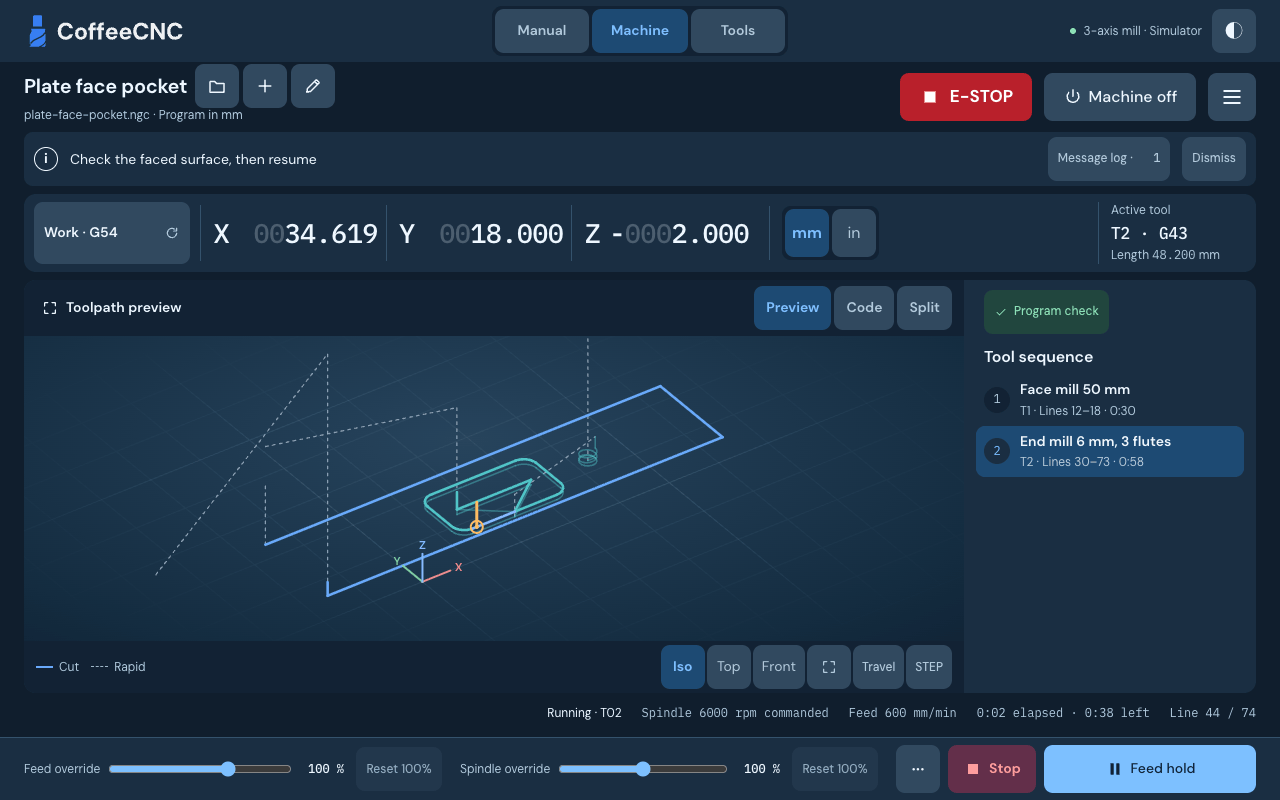 CoffeeCNC
Manual Machine Tools
3-axis mill · Simulator
Plate face pocket
plate-face-pocket.ngc · Program in mm
E-STOP
Machine off
Check the faced surface, then resume
Message log · 1
Dismiss
Work · G54
X 0034.619
Y 0018.000
Z -0002.000
mm in
Active tool
T2 · G43
Length 48.200 mm
Toolpath preview
Preview Code Split
Z
Y
X
Cut Rapid
Iso Top Front Travel STEP
Program check
Tool sequence
1 Face mill 50 mm
T1 · Lines 12–18 · 0:30
2 End mill 6 mm, 3 flutes
T2 · Lines 30–73 · 0:58
Running · T02 Spindle 6000 rpm commanded Feed 600 mm/min 0:02 elapsed · 0:38 left Line 44 / 74
Feed override 100 % Reset 100% Spindle override 100 % Reset 100% ··· Stop Feed hold